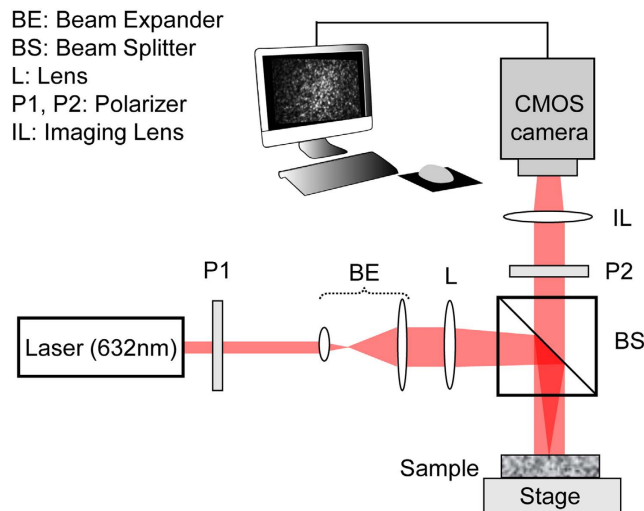 BE: Beam Expander
BS: Beam Splitter
L: Lens
P1, P2: Polarizer
IL: Imaging Lens
CMOS
camera
IL
P1
BE
L
P2
Laser (632nm)
BS
Sample
Stage